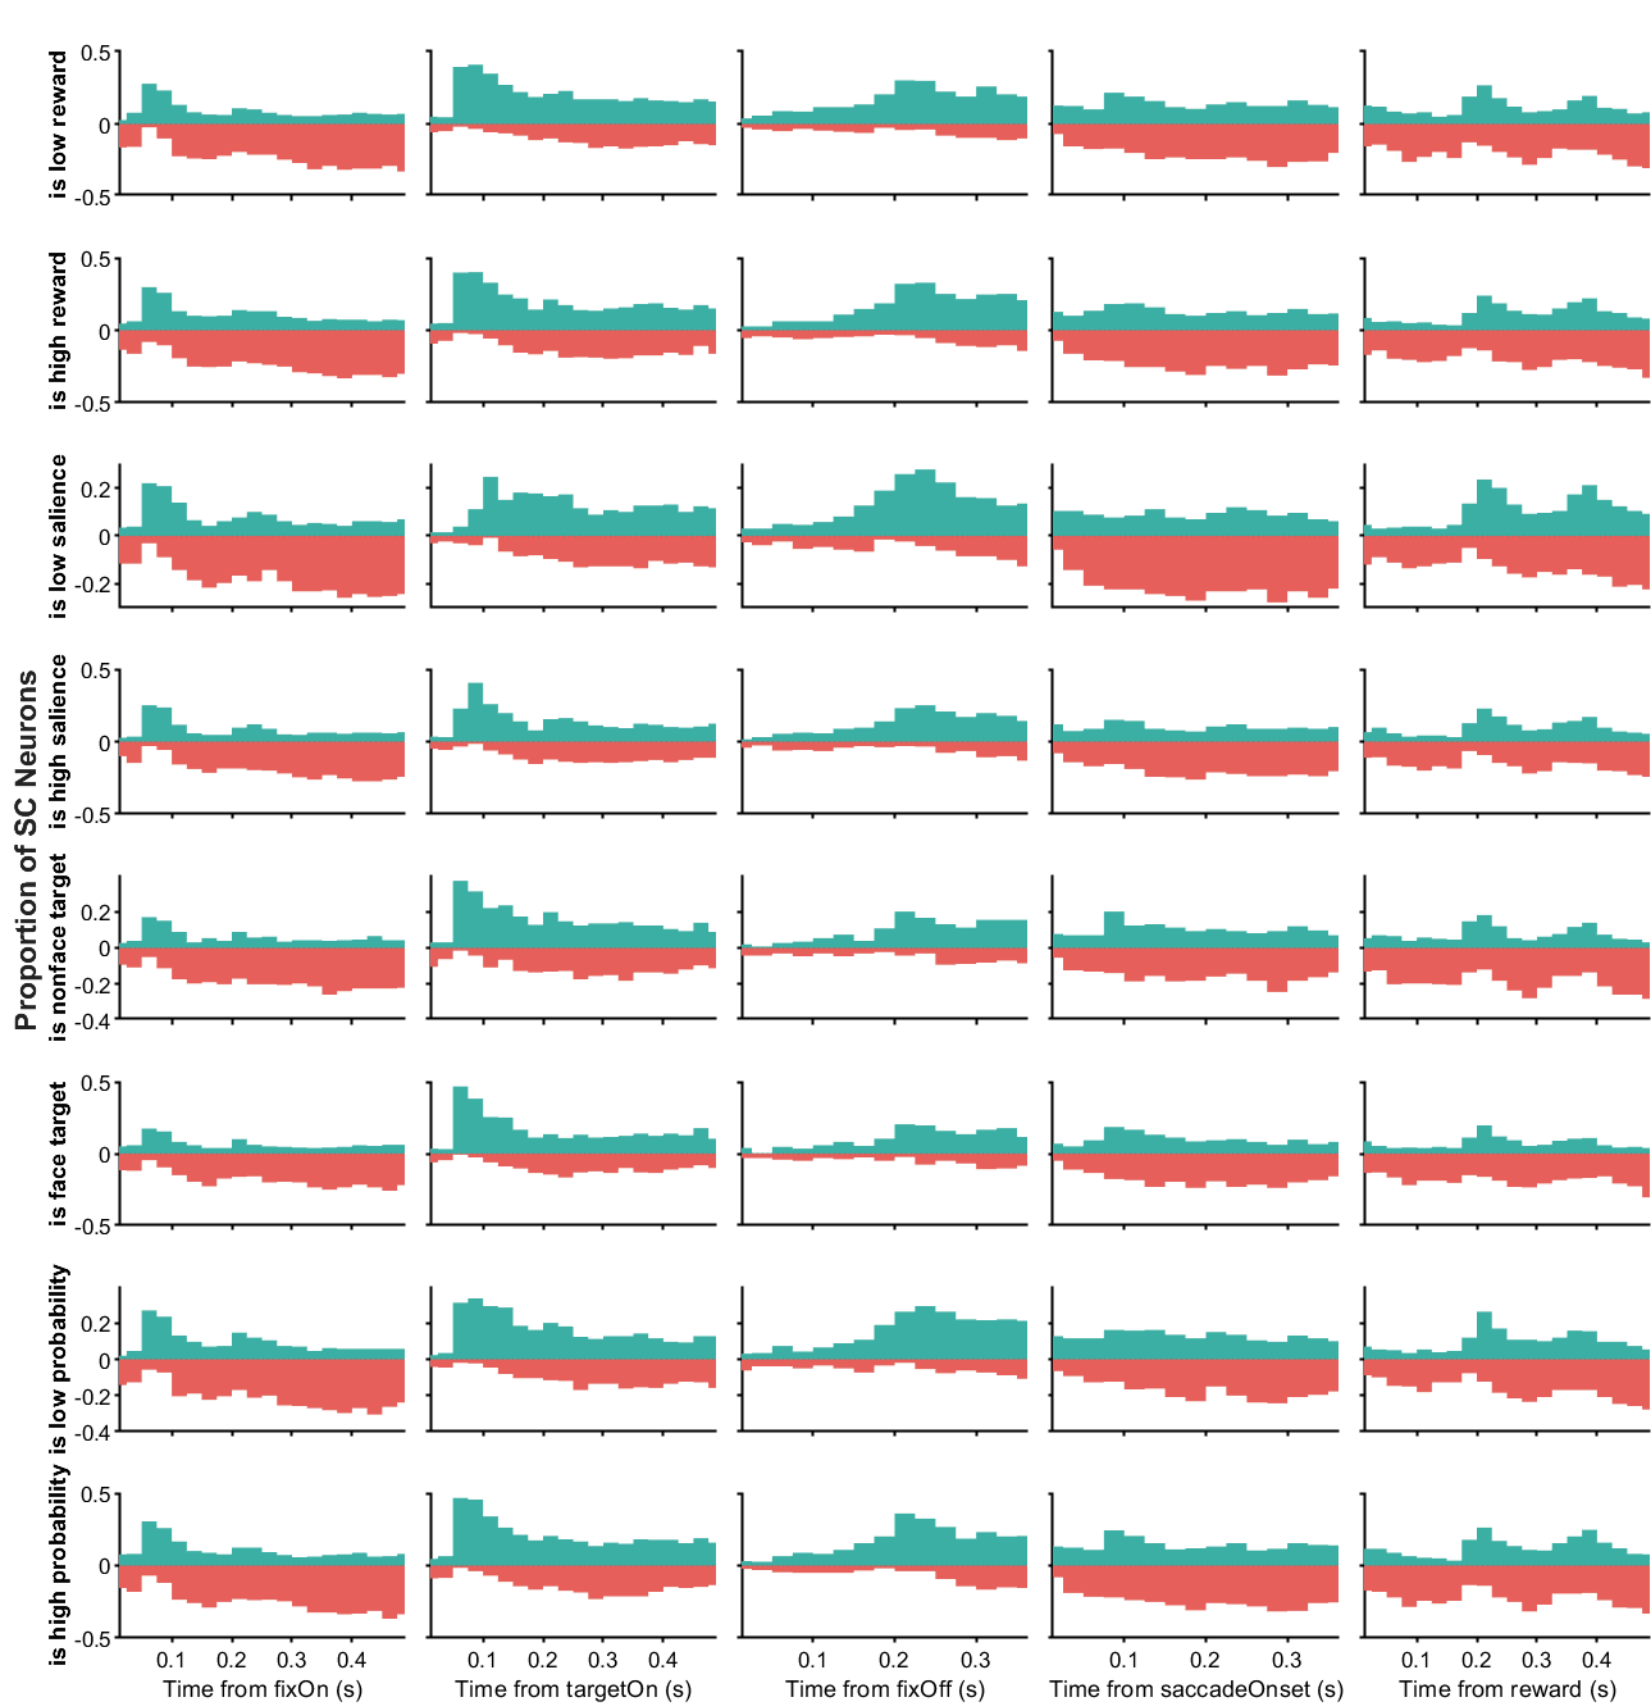 Proportion of SC Neurons
is low reward
0.5
0
-0.5
is high reward
0.5
0
-0.5
is low salience
0.2
0
-0.2
is high salience
0.5
0
-0.5
is nonface target
0.2
0
-0.2
-0.4
is face target
0.5
0
-0.5
is low probability
0.2
0
-0.2
-0.4
is high probability
0.5
0
-0.5
0.1 0.2 0.3 0.4
Time from fixOn (s)
0.1 0.2 0.3 0.4
Time from targetOn (s)
0.1 0.2 0.3
Time from fixOff (s)
0.1 0.2 0.3
Time from saccadeOnset (s)
0.1 0.2 0.3 0.4
Time from reward (s)